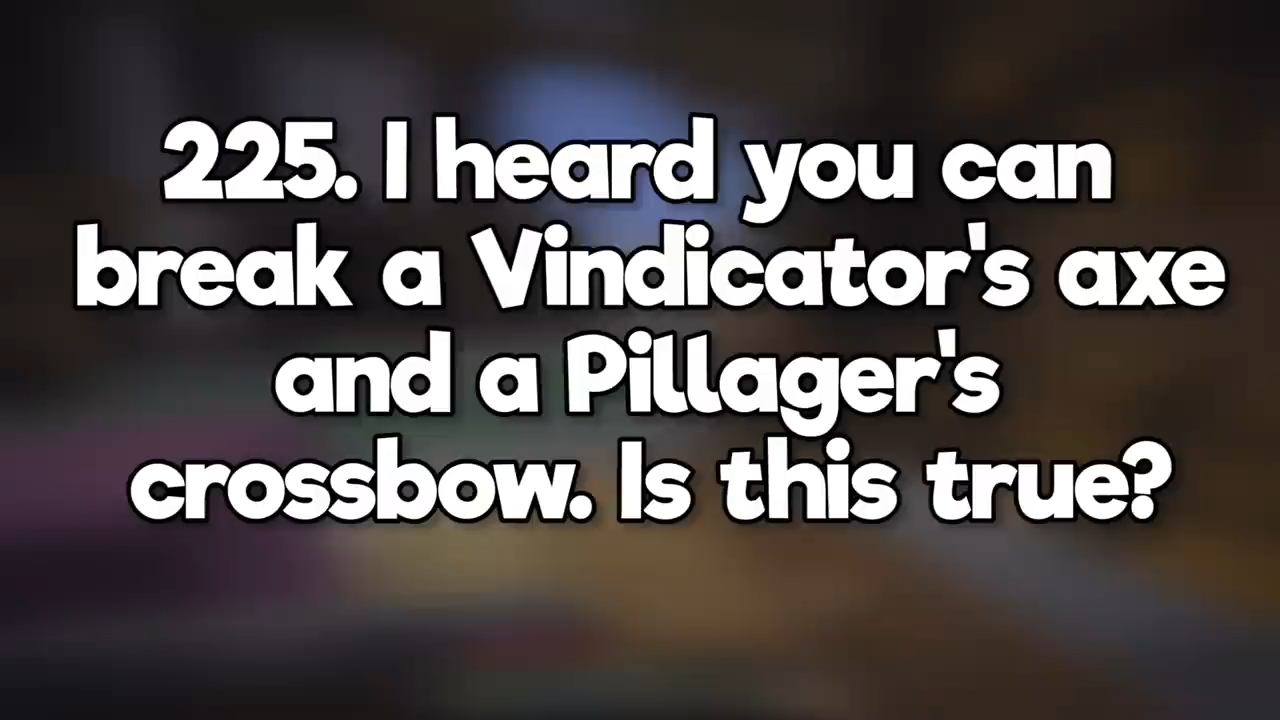 225. I heard you can
break a Vindicator's axe
and a Pillager's
crossbow. Is this true?